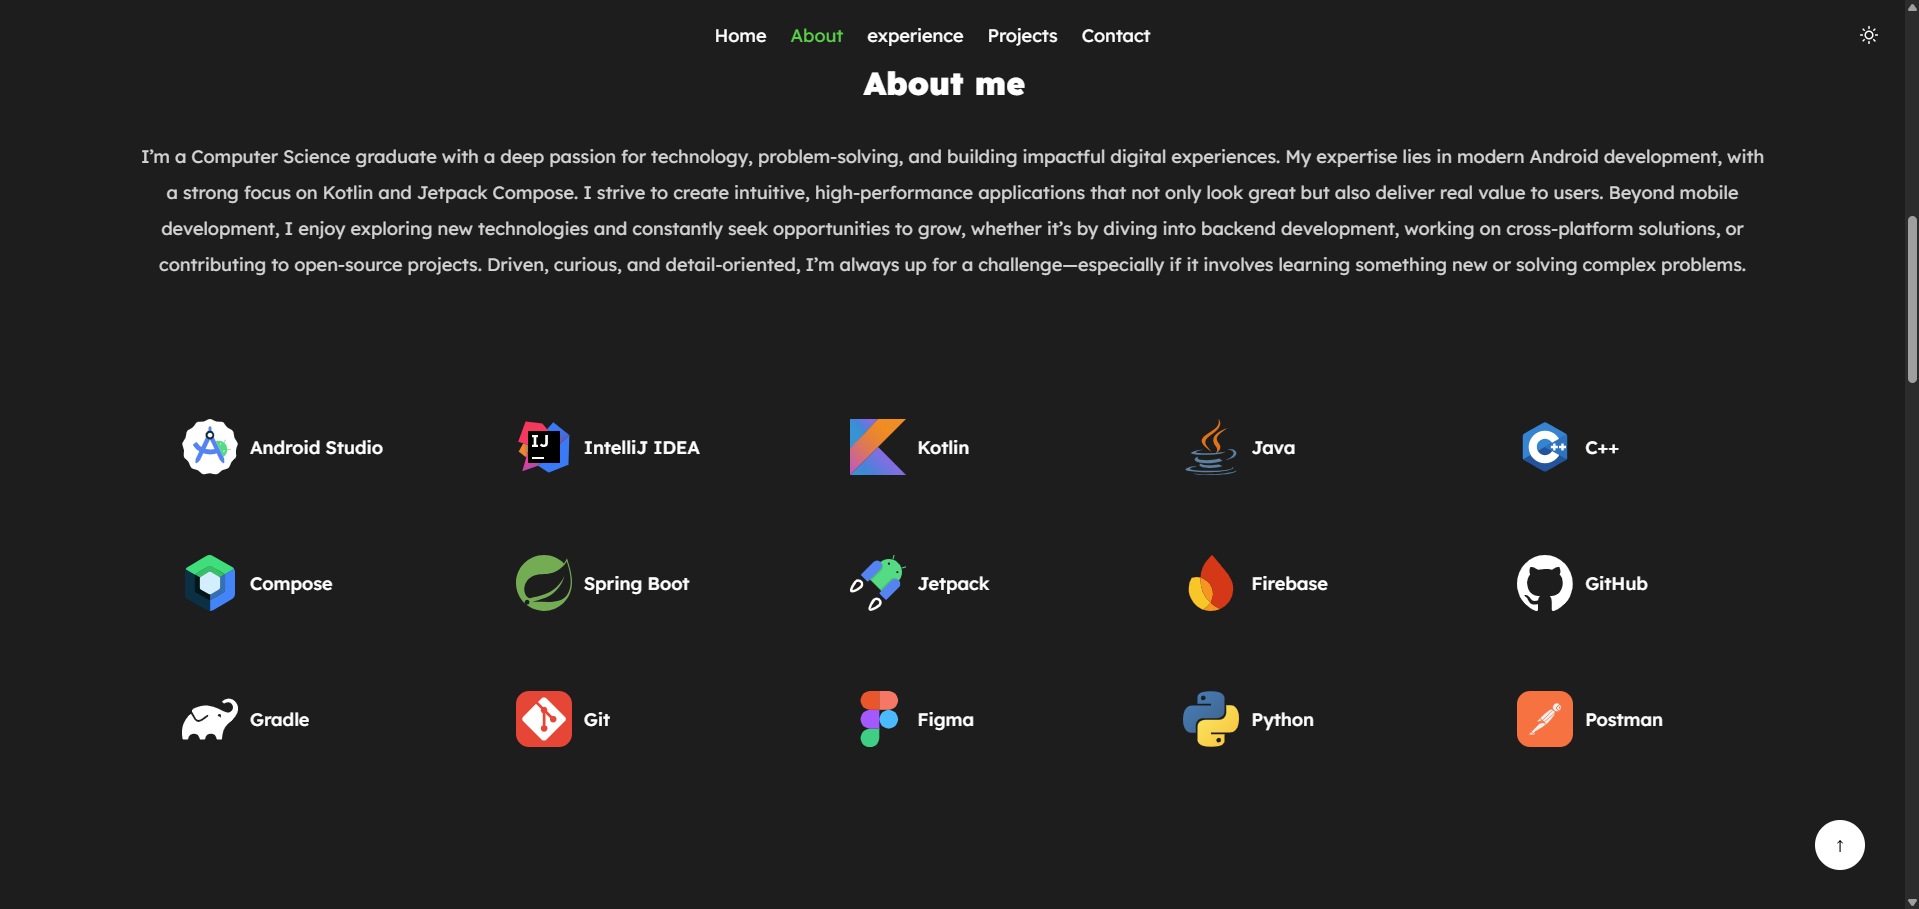 Home About experience Projects Contact
About me
I’m a Computer Science graduate with a deep passion for technology, problem-solving, and building impactful digital experiences. My expertise lies in modern Android development, with
a strong focus on Kotlin and Jetpack Compose. I strive to create intuitive, high-performance applications that not only look great but also deliver real value to users. Beyond mobile
development, I enjoy exploring new technologies and constantly seek opportunities to grow, whether it’s by diving into backend development, working on cross-platform solutions, or
contributing to open-source projects. Driven, curious, and detail-oriented, I’m always up for a challenge—especially if it involves learning something new or solving complex problems.
Android Studio IJ IntelliJ IDEA Kotlin Java C++ C++
Compose Spring Boot Jetpack Firebase GitHub
Gradle Git Figma Python Postman
↑